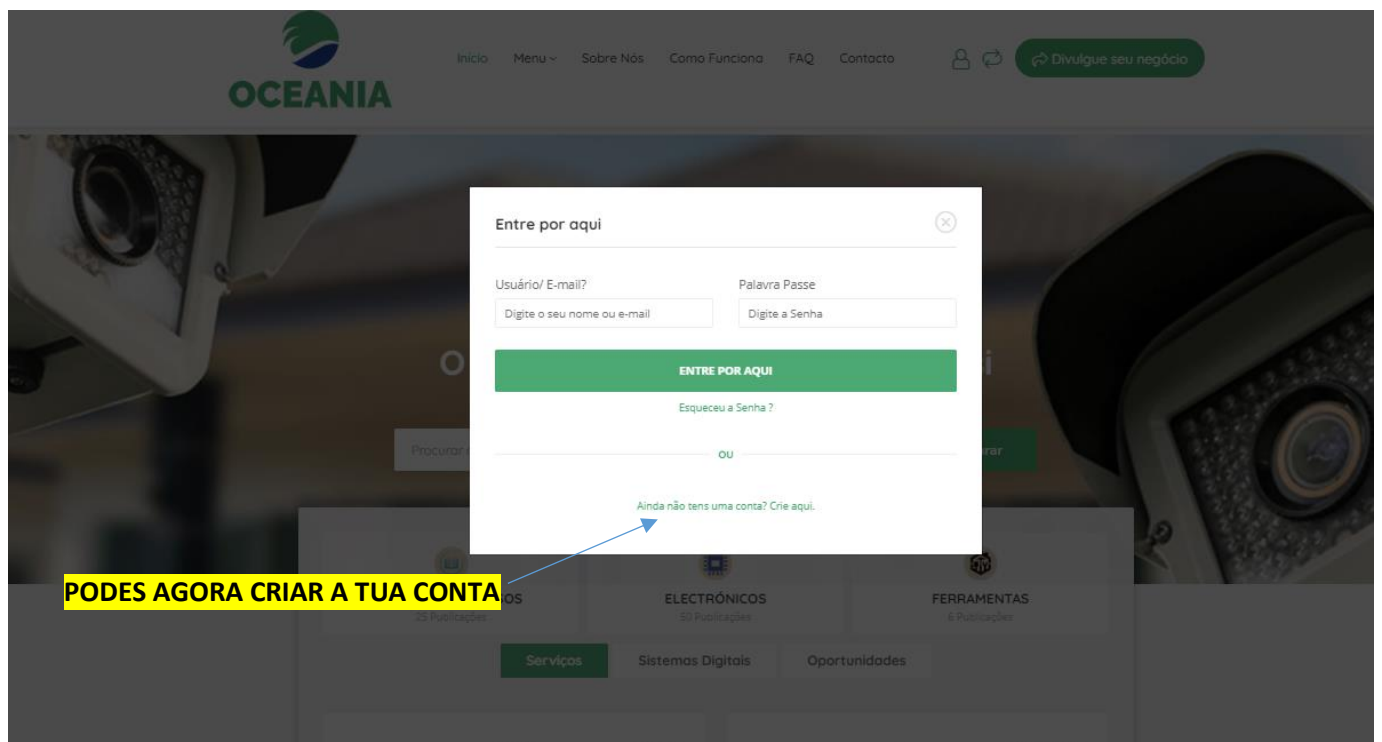 OCEANIA
Início Menu Sobre Nós Como Funciona FAQ Contacto Divulgue seu negócio
Entre por aqui
Usuário/ E-mail? Palavra Passe
Digite o seu nome ou e-mail Digite a Senha
O
ENTRE POR AQUI
Esqueceu a Senha ?
Procurar
OU
Ainda não tens uma conta? Crie aqui.
PODES AGORA CRIAR A TUA CONTA
ELECTRÓNICOS FERRAMENTAS
25 Publicações 50 Publicações 6 Publicações
Serviços Sistemas Digitais Oportunidades